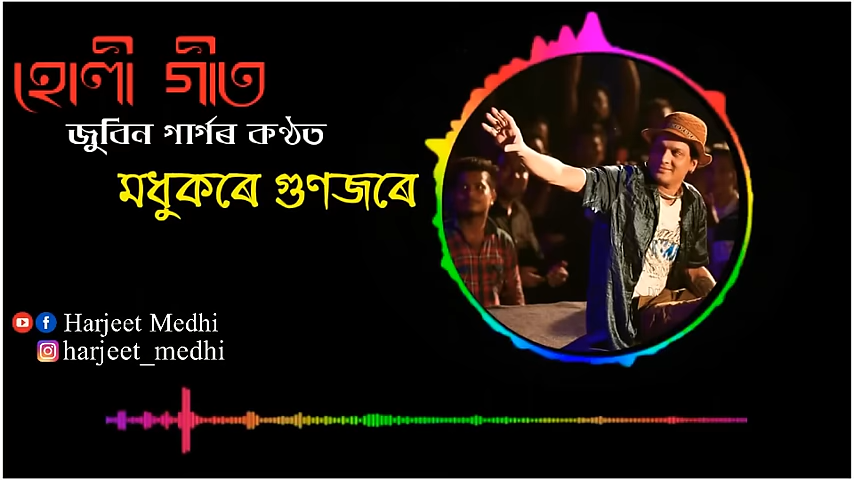 হোলী গীত
জুবিন গাৰ্গৰ কণ্ঠত
মধুকৰে গুণজৰে
Harjeet Medhi
harjeet_medhi